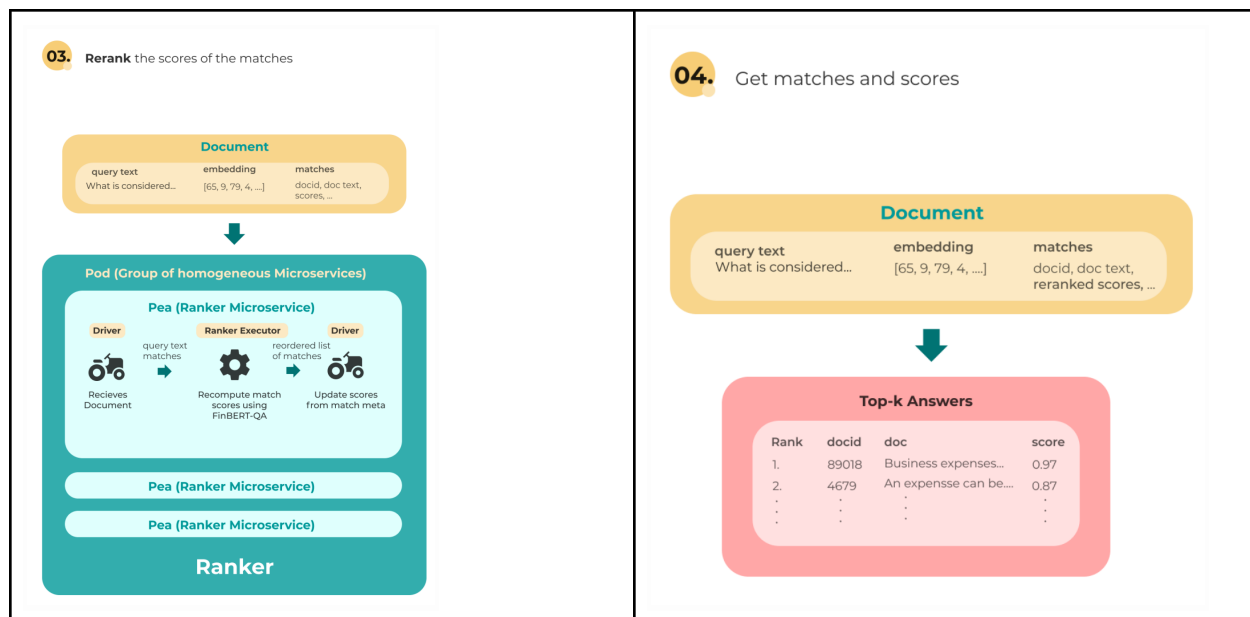 03. Rerank the scores of the matches
Document
query text embedding matches
What is considered... [65, 9, 79, 4, ....] docid, doc text,
scores, ...
Pod (Group of homogeneous Microservices)
Pea (Ranker Microservice)
Driver Ranker Executor Driver
query text
matches
reordered list
of matches
Recieves
Document
Recompute match
scores using
FinBERT-QA
Update scores
from match meta
Pea (Ranker Microservice)
Pea (Ranker Microservice)
Ranker
04. Get matches and scores
Document
query text embedding matches
What is considered... [65, 9, 79, 4, ....] docid, doc text,
reranked scores, ...
Top-k Answers
Rank docid doc score
1. 89018 Business expenses... 0.97
2. 4679 An expensse can be.... 0.87
. . . .
. . . .
. . . .